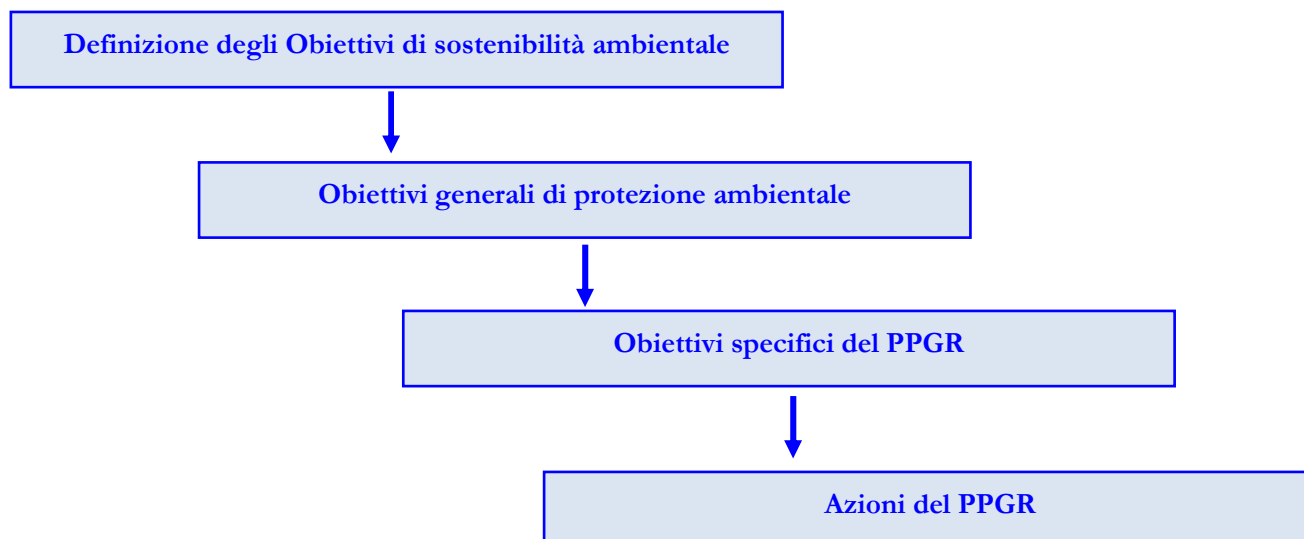 Definizione degli Obiettivi di sostenibilità ambientale
Obiettivi generali di protezione ambientale
Obiettivi specifici del PPGR
Azioni del PPGR